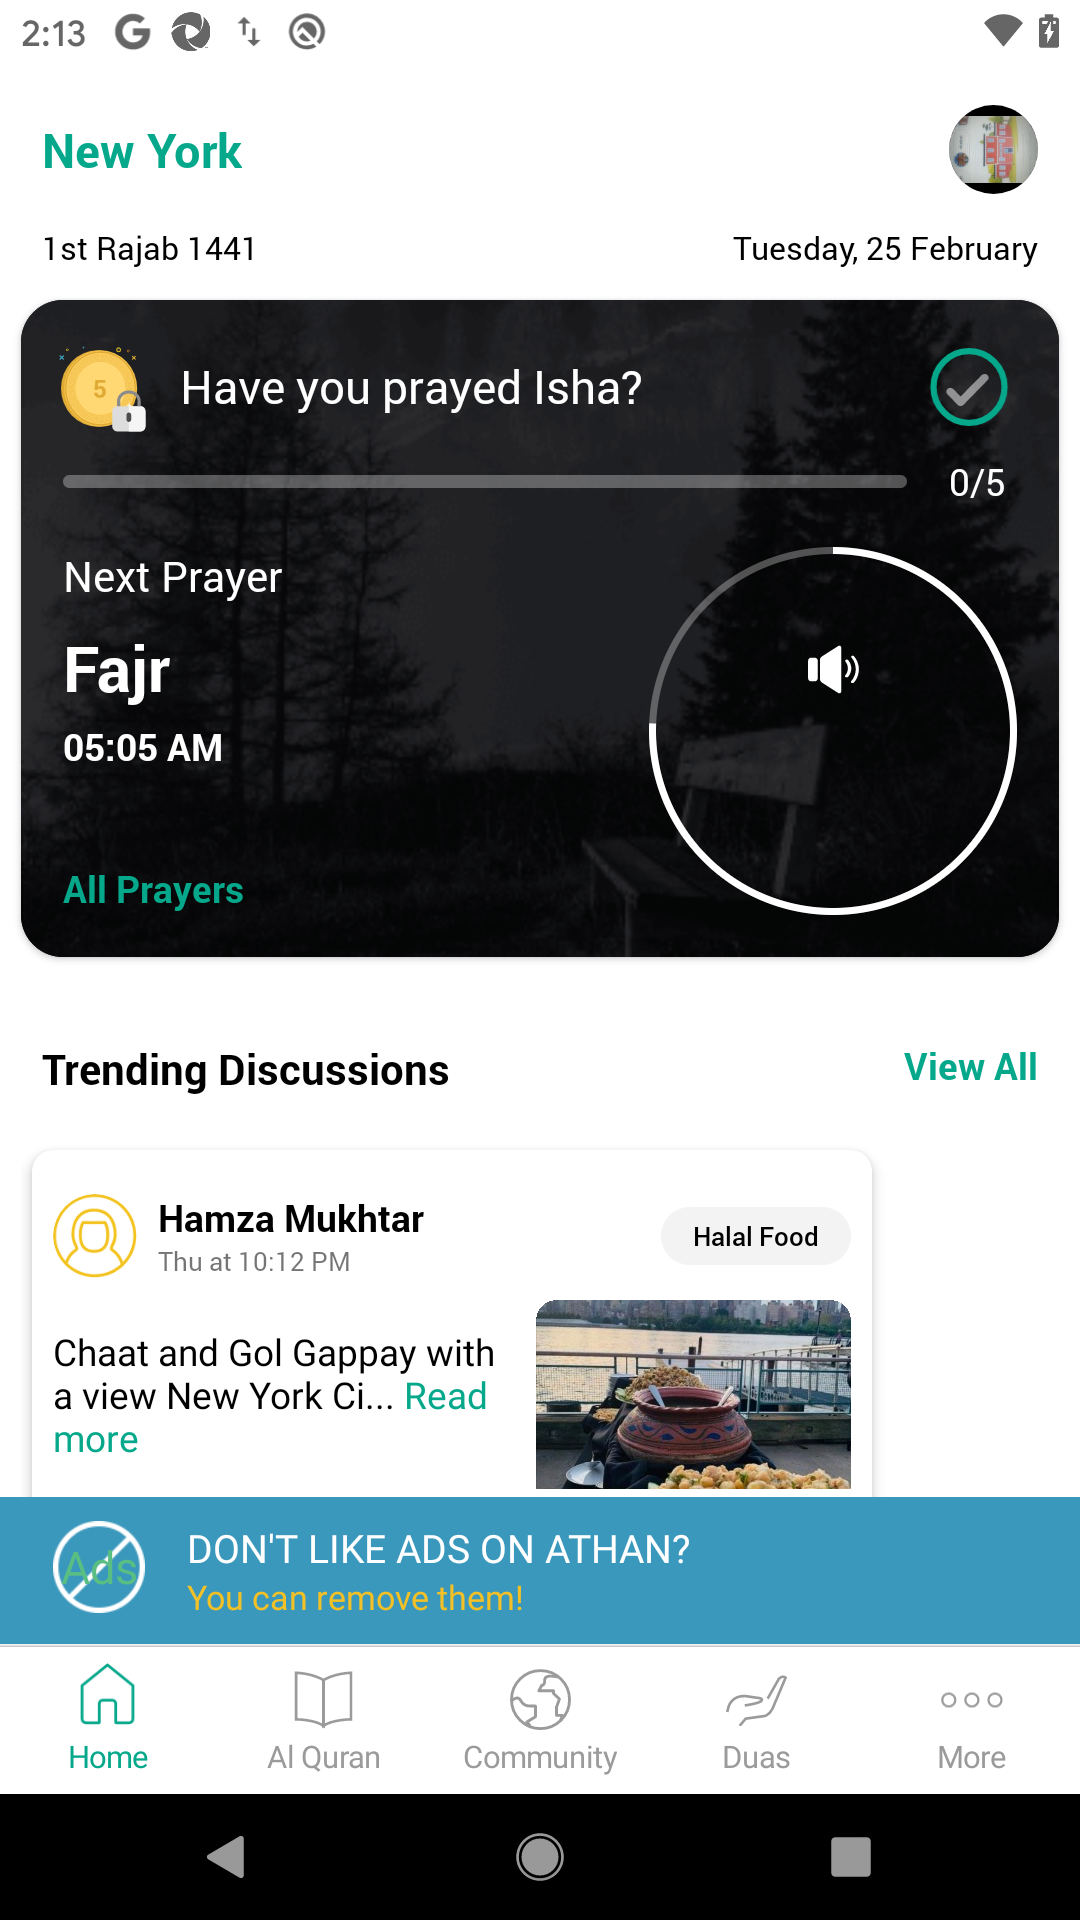 2:13
New York
1st Rajab 1441
Tuesday, 25 February
5
Have you prayed Isha?
0/5
Next Prayer
Fajr
05:05 AM
All Prayers
Trending Discussions
View All
Hamza Mukhtar
Thu at 10:12 PM
Halal Food
Chaat and Gol Gappay with
a view New York Ci... Read
more
Ads
DON'T LIKE ADS ON ATHAN?
You can remove them!
Home
Al Quran
Community
Duas
More